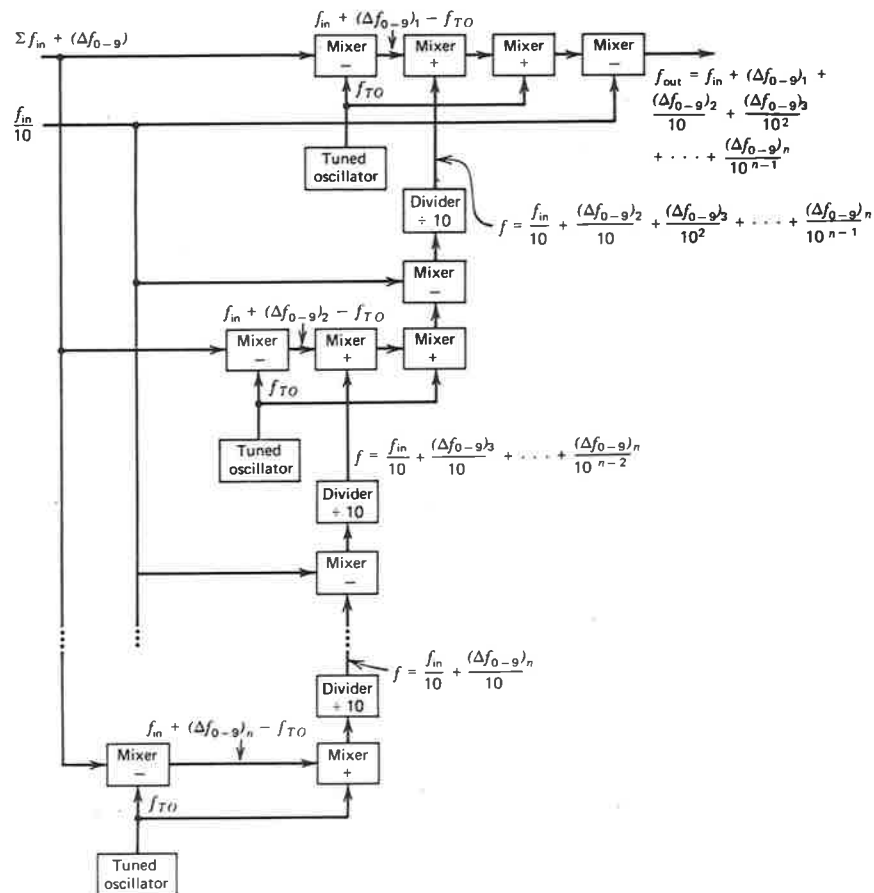 f_in + (Δf_0–9)_1 − f_TO
Σf_in + (Δf_0–9)
Mixer −
Mixer +
Mixer +
Mixer −
f_TO
f_out = f_in + (Δf_0–9)_1 +
(Δf_0–9)_2 / 10 + (Δf_0–9)_3 / 10^2
+ · · · + (Δf_0–9)_n / 10^{n−1}
f_in / 10
Tuned oscillator
Divider ÷ 10
f = f_in / 10 + (Δf_0–9)_2 / 10 + (Δf_0–9)_3 / 10^2 + · · · + (Δf_0–9)_n / 10^{n−1}
Mixer −
f_in + (Δf_0–9)_2 − f_TO
Mixer −
Mixer +
Mixer +
f_TO
Tuned oscillator
f = f_in / 10 + (Δf_0–9)_3 / 10 + · · · + (Δf_0–9)_n / 10^{n−2}
Divider ÷ 10
Mixer −
f = f_in / 10 + (Δf_0–9)_n / 10
Divider ÷ 10
f_in + (Δf_0–9)_n − f_TO
Mixer −
Mixer +
f_TO
Tuned oscillator